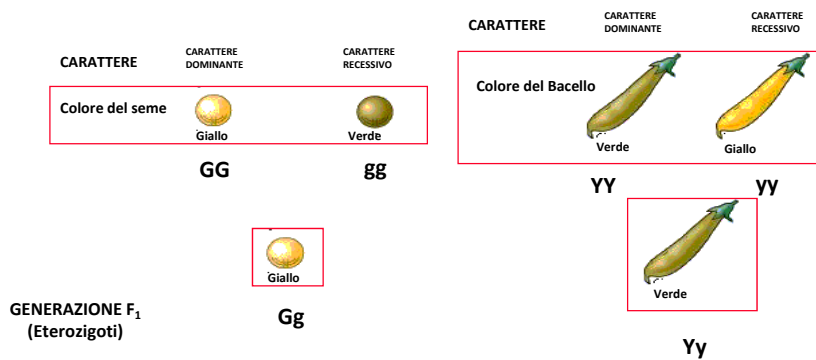 CARATTERE
CARATTERE DOMINANTE
CARATTERE RECESSIVO
Colore del seme
Giallo
Verde
GG
gg
Giallo
GENERAZIONE F₁
(Eterozigoti)
Gg
CARATTERE
CARATTERE DOMINANTE
CARATTERE RECESSIVO
Colore del Bacello
Verde
Giallo
YY
yy
Verde
Yy